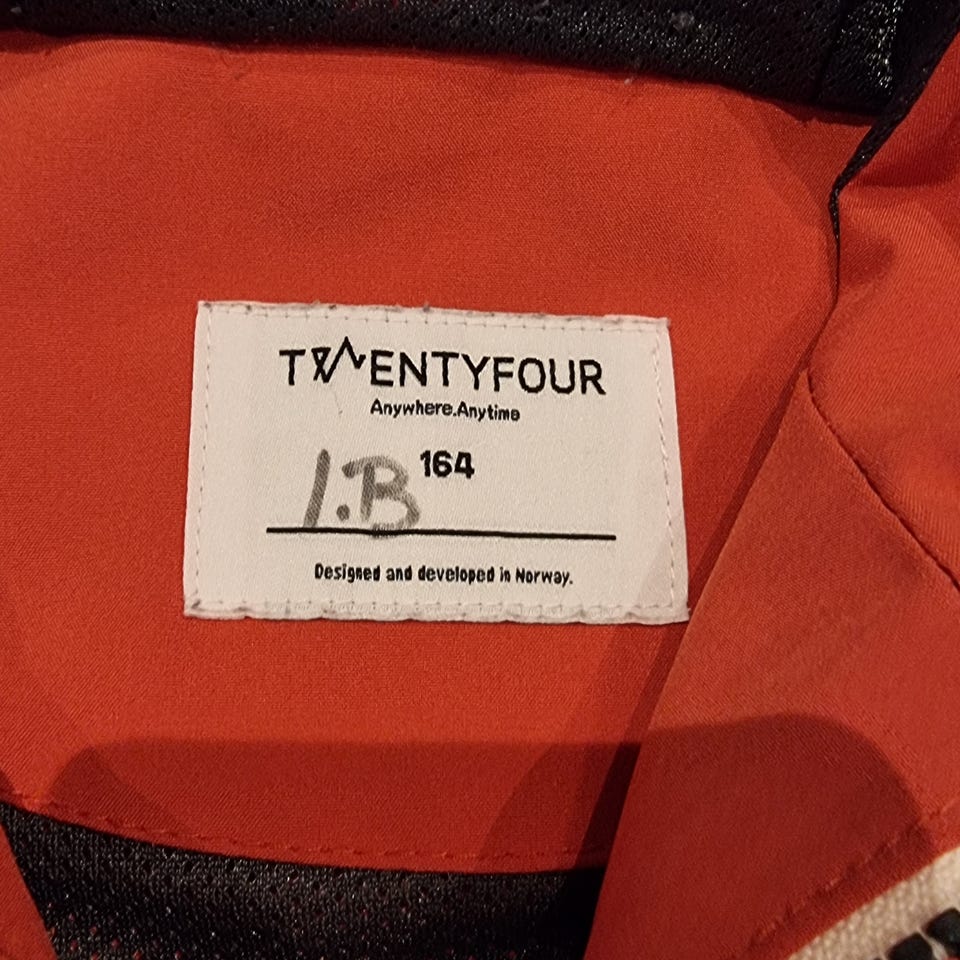 TWENTYFOUR
Anywhere.Anytime
164
I.B
Designed and developed in Norway.